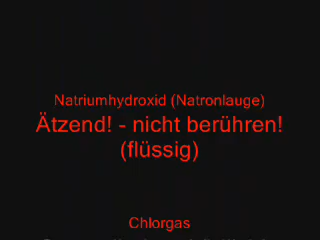 Natriumhydroxid (Natronlauge)
Ätzend! - nicht berühren!
(flüssig)
Chlorgas